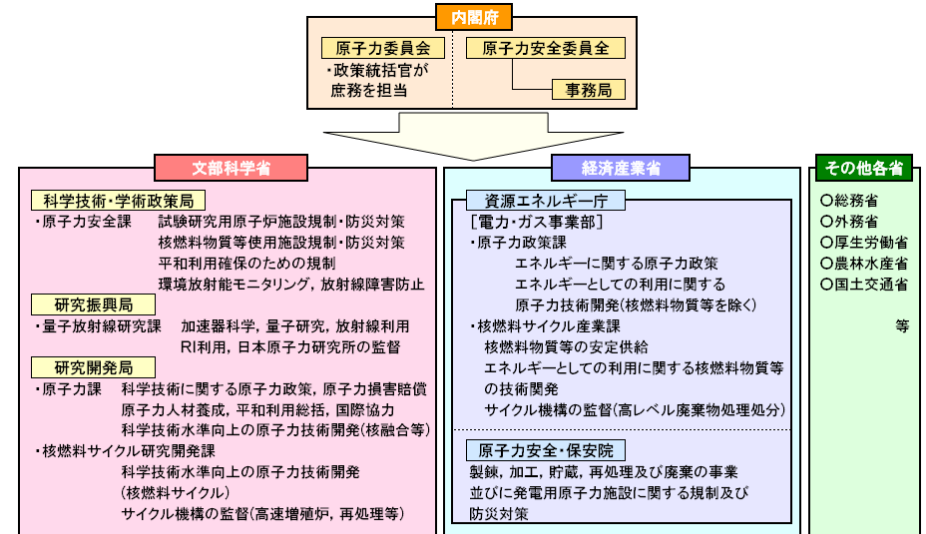 内閣府
原子力委員会
・政策統括官が
庶務を担当
原子力安全委員全
事務局
文部科学省
科学技術・学術政策局
・原子力安全課 試験研究用原子炉施設規制・防災対策
核燃料物質等使用施設規制・防災対策
平和利用確保のための規制
環境放射能モニタリング, 放射線障害防止
研究振興局
・量子放射線研究課 加速器科学, 量子研究, 放射線利用
RI利用, 日本原子力研究所の監督
研究開発局
・原子力課 科学技術に関する原子力政策, 原子力損害賠償
原子力人材養成, 平和利用総括, 国際協力
科学技術水準向上の原子力技術開発(核融合等)
・核燃料サイクル研究開発課
科学技術水準向上の原子力技術開発
(核燃料サイクル)
サイクル機構の監督(高速増殖炉, 再処理等)
経済産業省
資源エネルギー庁
[電力・ガス事業部]
・原子力政策課
エネルギーに関する原子力政策
エネルギーとしての利用に関する
原子力技術開発(核燃料物質等を除く)
・核燃料サイクル産業課
核燃料物質等の安定供給
エネルギーとしての利用に関する核燃料物質等
の技術開発
サイクル機構の監督(高レベル廃棄物処理処分)
原子力安全・保安院
製錬, 加工, 貯蔵, 再処理及び廃棄の事業
並びに発電用原子力施設に関する規制及び
防災対策
その他各省
○総務省
○外務省
○厚生労働省
○農林水産省
○国土交通省
等